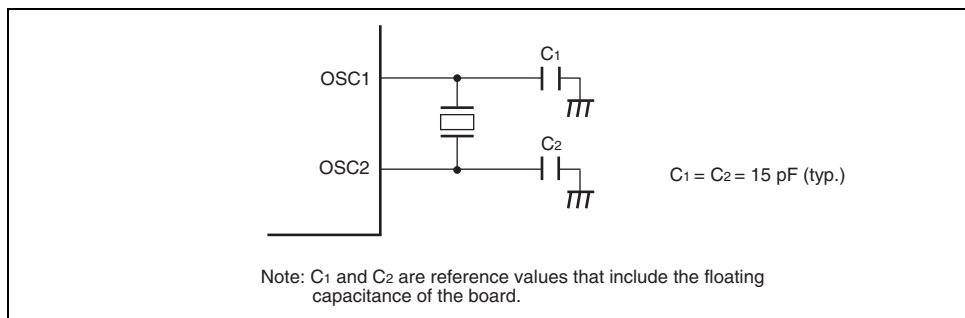 C1
OSC1
C2
OSC2
C1 = C2 = 15 pF (typ.)
Note: C1 and C2 are reference values that include the floating
capacitance of the board.